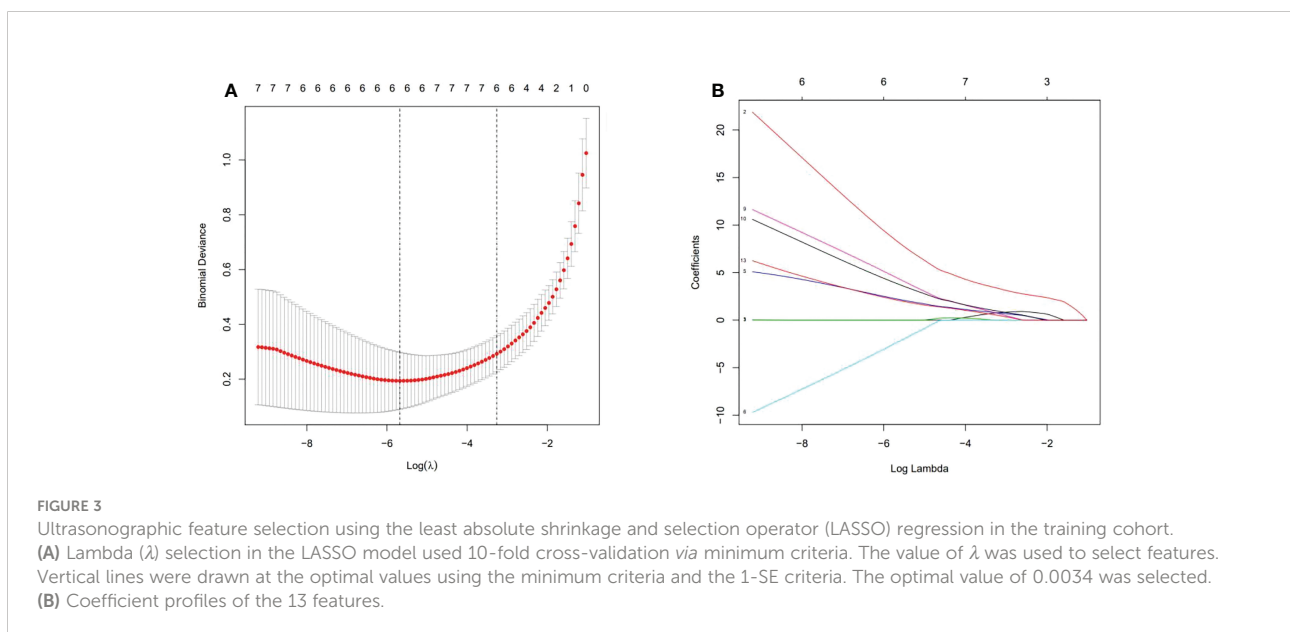 A 7 7 7 6 6 6 6 6 6 6 6 6 7 7 7 7 6 6 4 4 2 1 0
Binomial Deviance
1.0
0.8
0.6
0.4
0.2
−8 −6 −4 −2
Log(λ)
B 6 6 7 3
Coefficients
20
15
10
5
0
−5
−10
2
9
10
13
5
−8 −6 −4 −2
Log Lambda
FIGURE 3
Ultrasonographic feature selection using the least absolute shrinkage and selection operator (LASSO) regression in the training cohort.
(A) Lambda (λ) selection in the LASSO model used 10-fold cross-validation via minimum criteria. The value of λ was used to select features.
Vertical lines were drawn at the optimal values using the minimum criteria and the 1-SE criteria. The optimal value of 0.0034 was selected.
(B) Coefficient profiles of the 13 features.